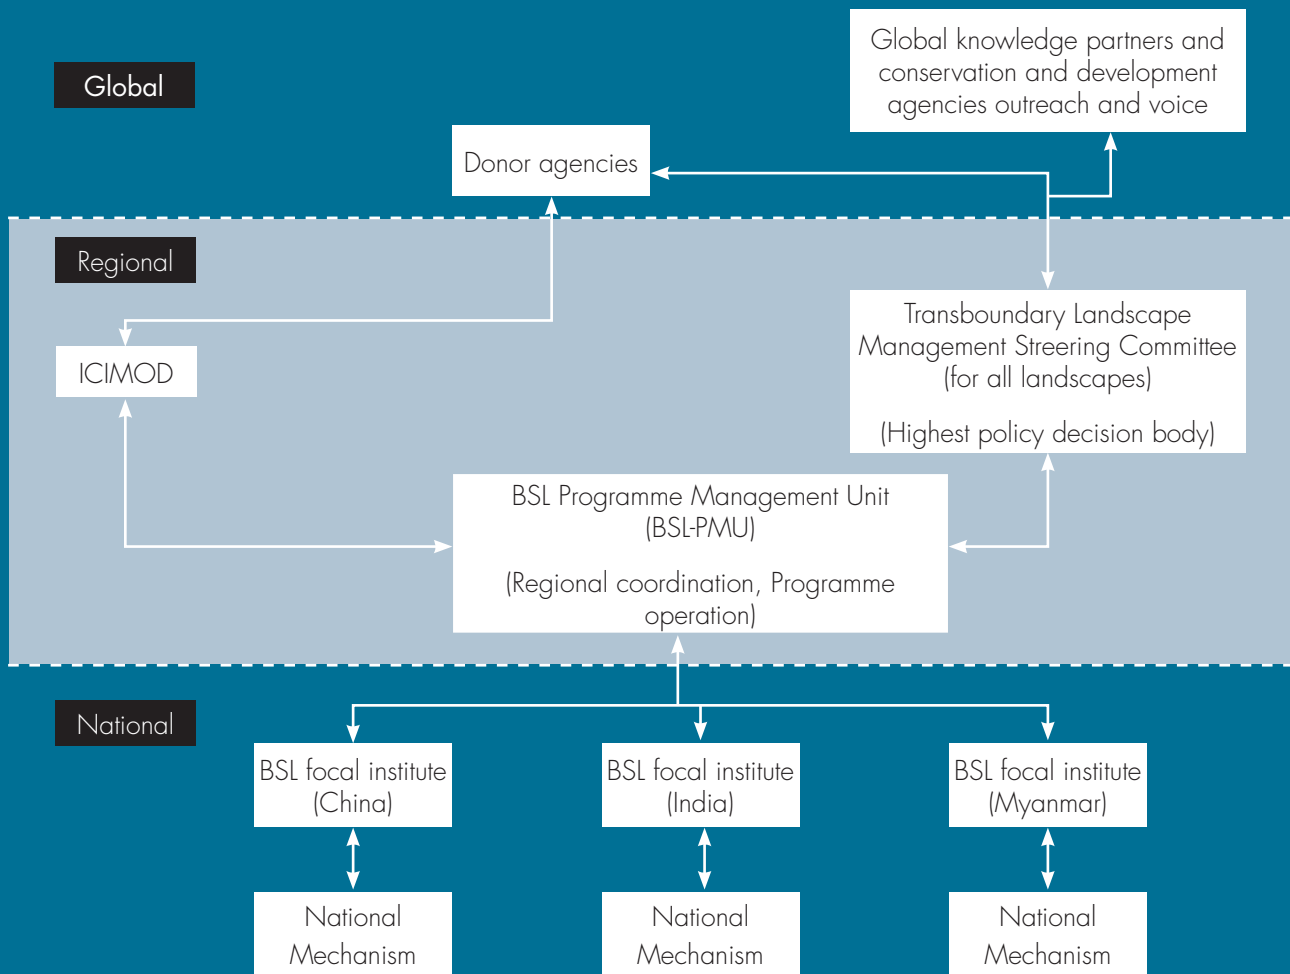 Global
Global knowledge partners and
conservation and development
agencies outreach and voice
Donor agencies
Regional
Transboundary Landscape
Management Streering Committee
(for all landscapes)
(Highest policy decision body)
ICIMOD
BSL Programme Management Unit
(BSL-PMU)
(Regional coordination, Programme
operation)
National
BSL focal institute
(China)
BSL focal institute
(India)
BSL focal institute
(Myanmar)
National
Mechanism
National
Mechanism
National
Mechanism